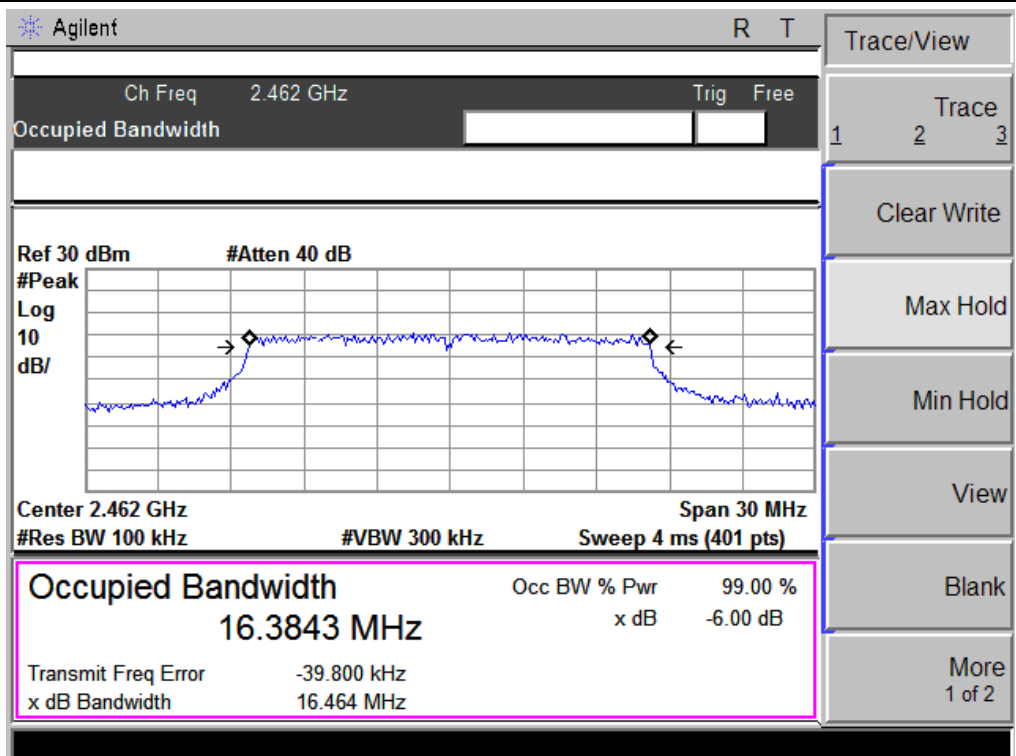 Agilent R T
Trace/View
Ch Freq 2.462 GHz Trig Free
Occupied Bandwidth
Trace
1 2 3
Clear Write
Ref 30 dBm #Atten 40 dB
#Peak
Log
10
dB/
Max Hold
Min Hold
View
Center 2.462 GHz Span 30 MHz
#Res BW 100 kHz #VBW 300 kHz Sweep 4 ms (401 pts)
Occupied Bandwidth Occ BW % Pwr 99.00 %
16.3843 MHz x dB -6.00 dB
Transmit Freq Error -39.800 kHz
x dB Bandwidth 16.464 MHz
Blank
More
1 of 2